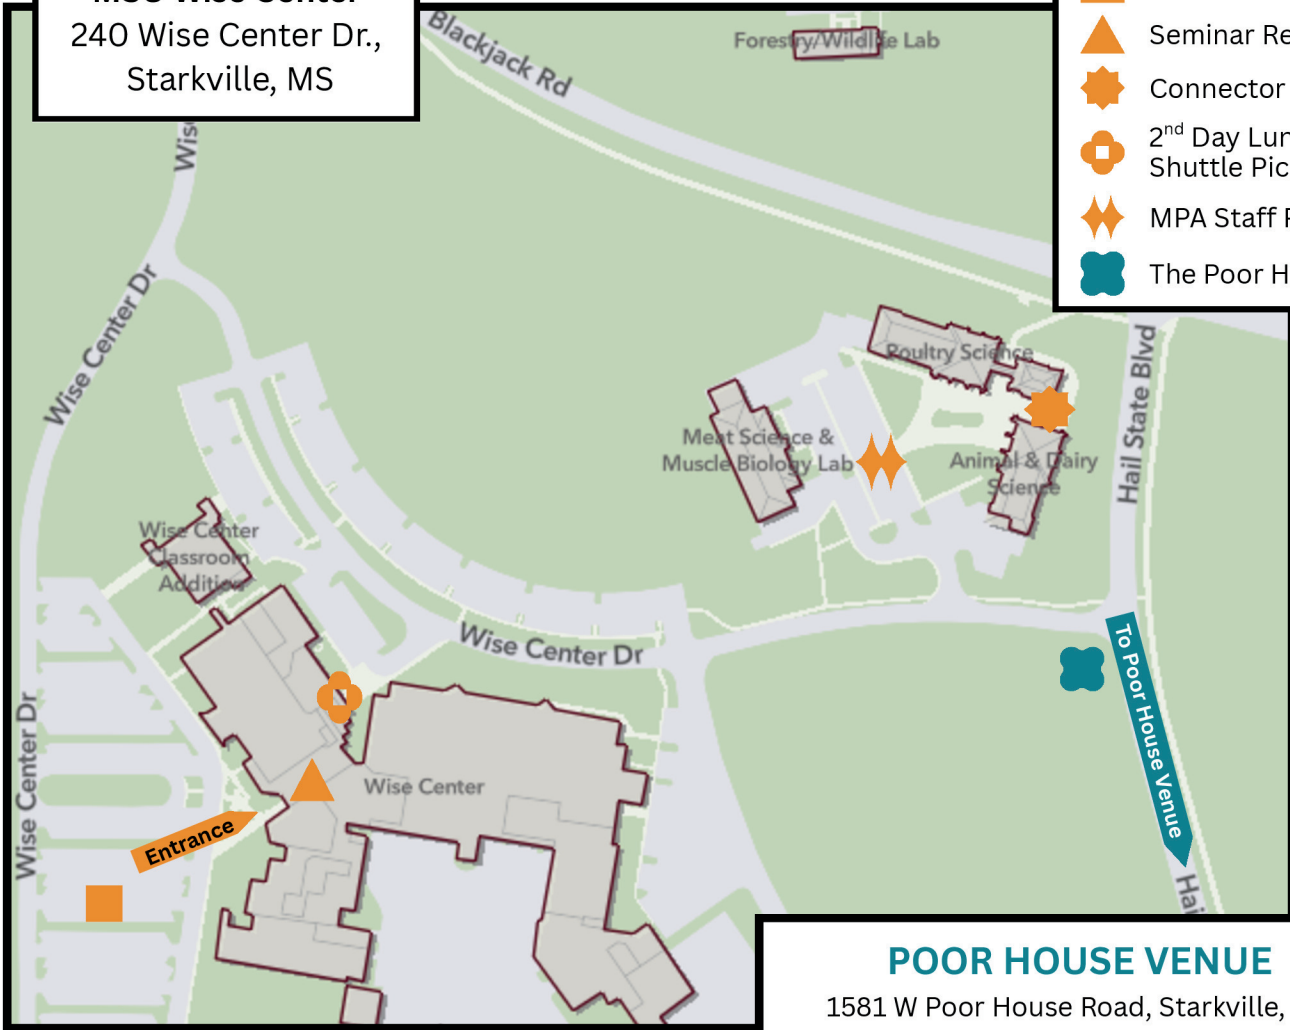 MSU Wise Center
240 Wise Center Dr.,
Starkville, MS
Blackjack Rd
Forestry/Wildlife Lab
Seminar
Connector
2nd Day
Shuttle
MPA Staff
The Poor
Wise Center Dr
Poultry Science
Hail State Blvd
Meat Science &
Muscle Biology Lab
Animal & Dairy
Science
Wise Center
Classroom
Addition
Wise Center Dr
To Poor House Venue
Wise Center Dr
Wise Center
Entrance
POOR HOUSE VENUE
1581 W Poor House Road, Starkville,